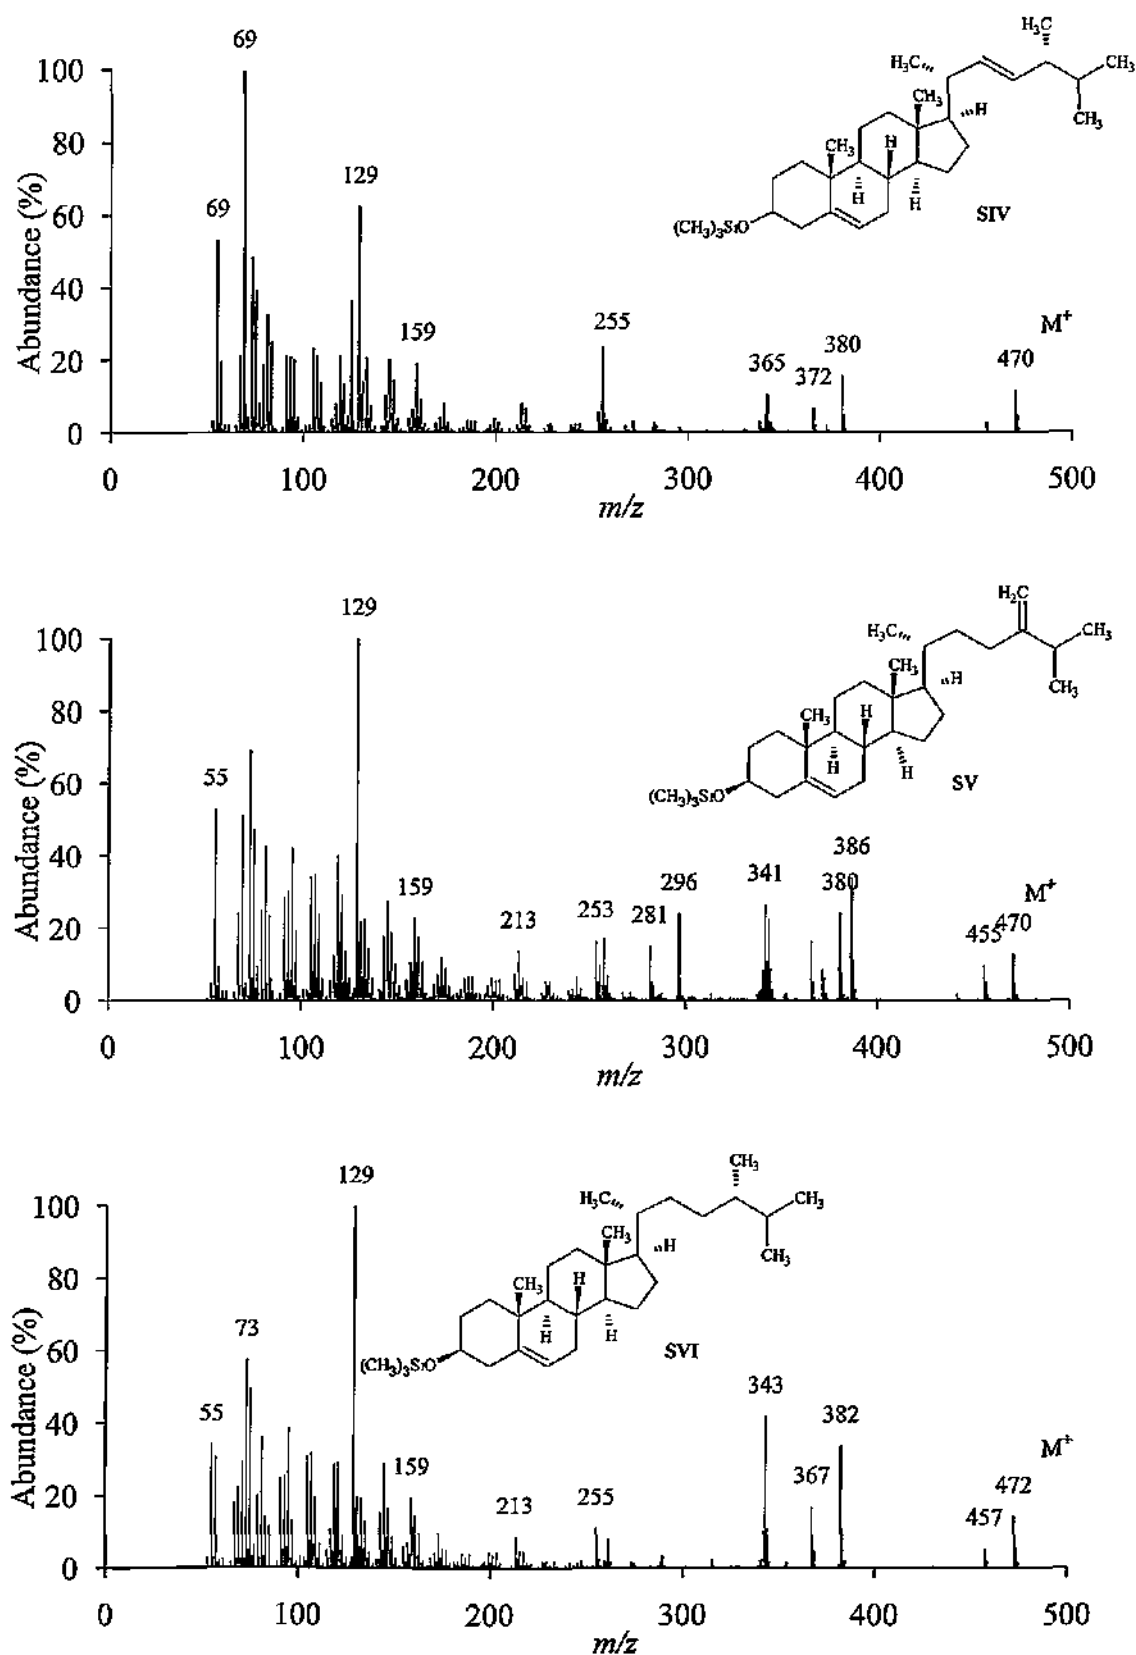 69
H₃C
100
H₃C
CH₃
CH₃
H
CH₃
80
129
CH₃
H
69
60
H
H
SIV
(CH₃)₃SiO
Abundance (%)
40
159
255
M⁺
20
365
372
380
470
0
0
100
200
300
400
500
m/z
129
H₂C
100
H₃C
CH₃
CH₃
H
CH₃
80
55
CH₃
H
60
H
H
SV
(CH₃)₃SiO
Abundance (%)
40
159
213
253
281
296
341
380
386
M⁺
455
470
20
0
0
100
200
300
400
500
m/z
129
CH₃
100
H₃C
CH₃
CH₃
H
CH₃
80
73
CH₃
H
60
H
H
SVI
(CH₃)₃SiO
Abundance (%)
55
343
382
40
159
213
255
367
M⁺
457
472
20
0
0
100
200
300
400
500
m/z